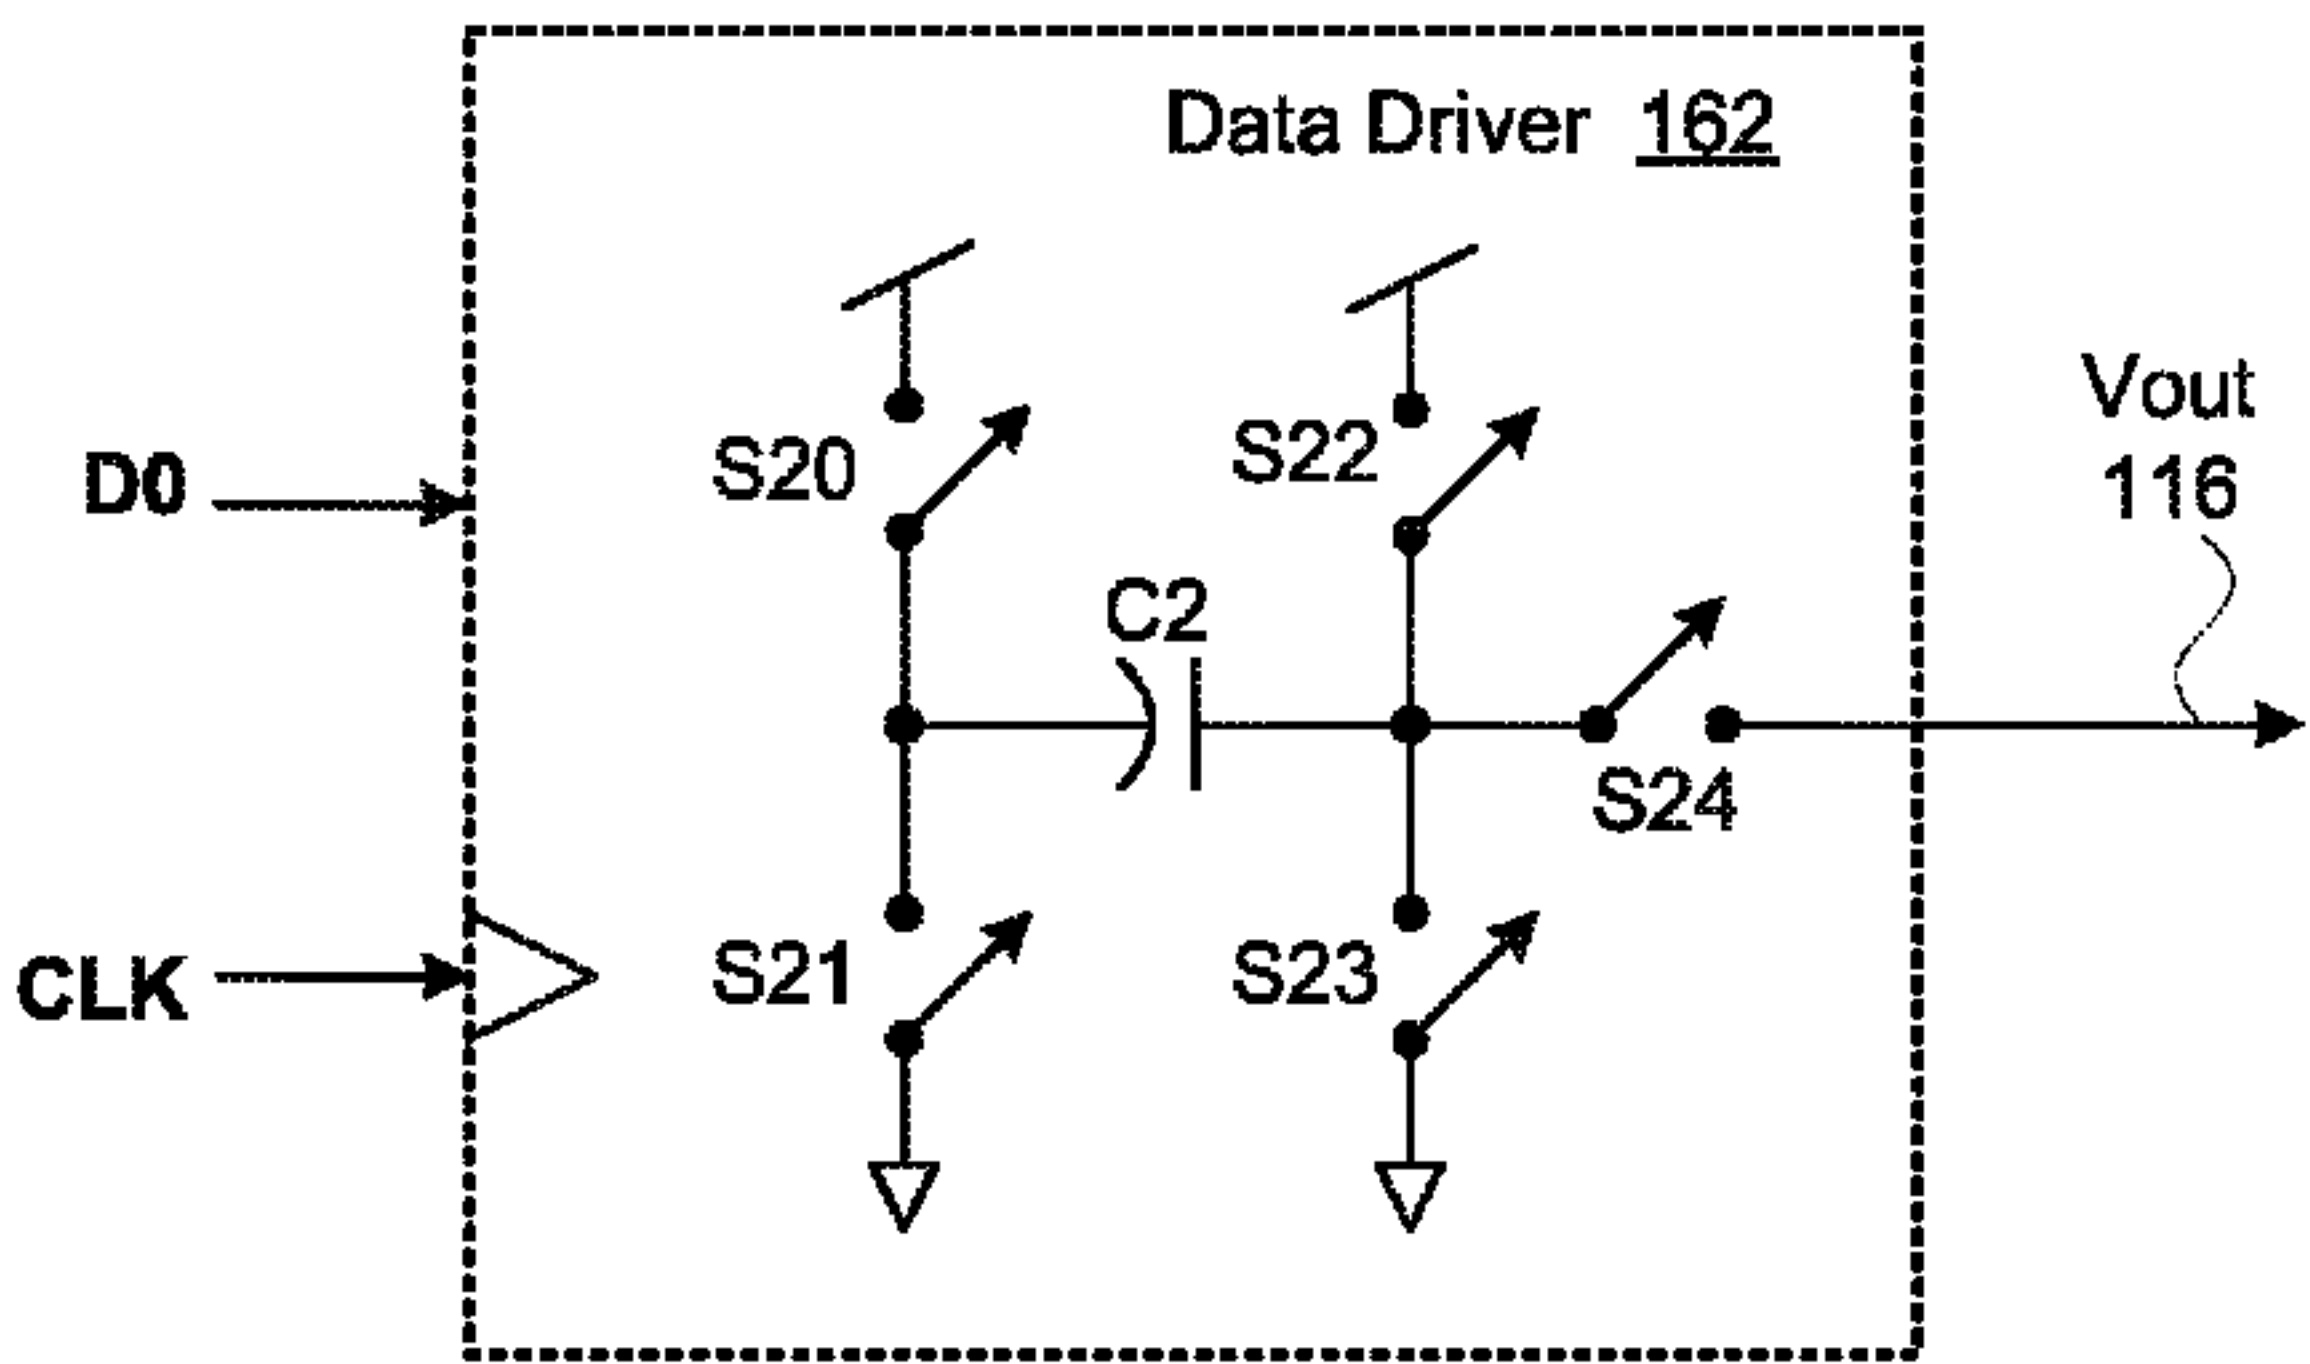 Data Driver 162
Vout
116
D0
S20
S22
C2
S24
CLK
S21
S23